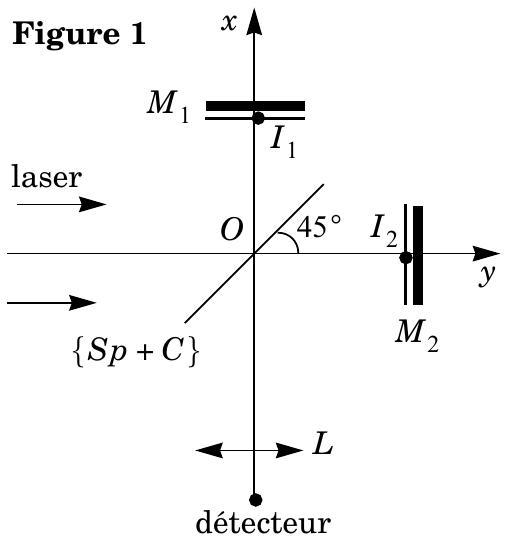 Figure 1
x
M1
I1
laser
O
45°
I2
y
{Sp + C}
M2
L
détecteur